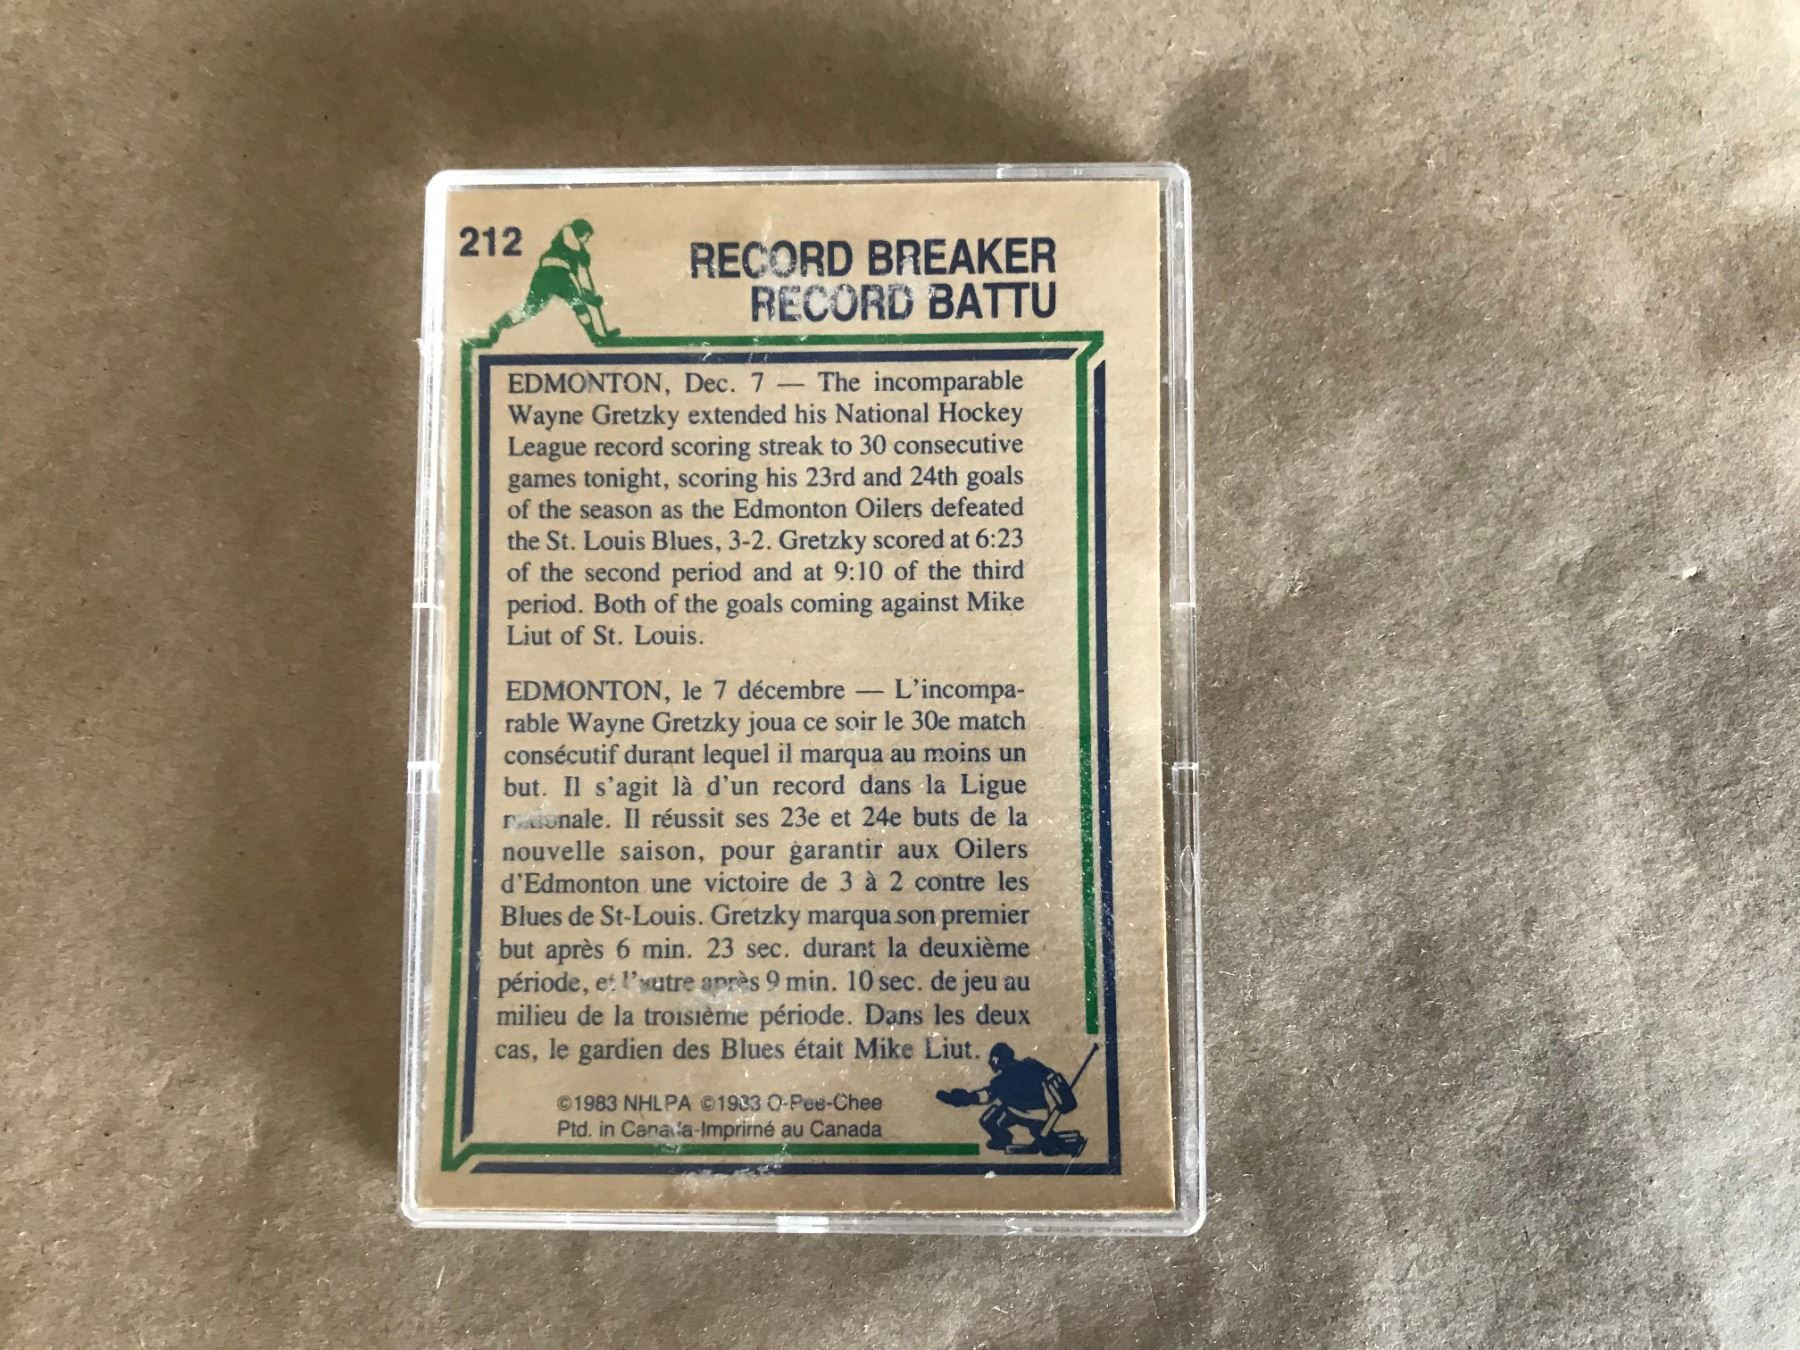 212
RECORD BREAKER
RECORD BATTU
EDMONTON, Dec. 7 — The incomparable
Wayne Gretzky extended his National Hockey
League record scoring streak to 30 consecutive
games tonight, scoring his 23rd and 24th goals
of the season as the Edmonton Oilers defeated
the St. Louis Blues, 3-2. Gretzky scored at 6:23
of the second period and at 9:10 of the third
period. Both of the goals coming against Mike
Liut of St. Louis.
EDMONTON, le 7 décembre — L'incompa-
rable Wayne Gretzky joua ce soir le 30e match
consécutif durant lequel il marqua au moins un
but. Il s'agit là d'un record dans la Ligue
nationale. Il réussit ses 23e et 24e buts de la
nouvelle saison, pour garantir aux Oilers
d'Edmonton une victoire de 3 à 2 contre les
Blues de St-Louis. Gretzky marqua son premier
but après 6 min. 23 sec. durant la deuxième
période, et l'autre après 9 min. 10 sec. de jeu au
milieu de la troisième période. Dans les deux
cas, le gardien des Blues était Mike Liut.
©1983 NHLPA ©1983 O-Pee-Chee
Ptd. in Canada-Imprimé au Canada